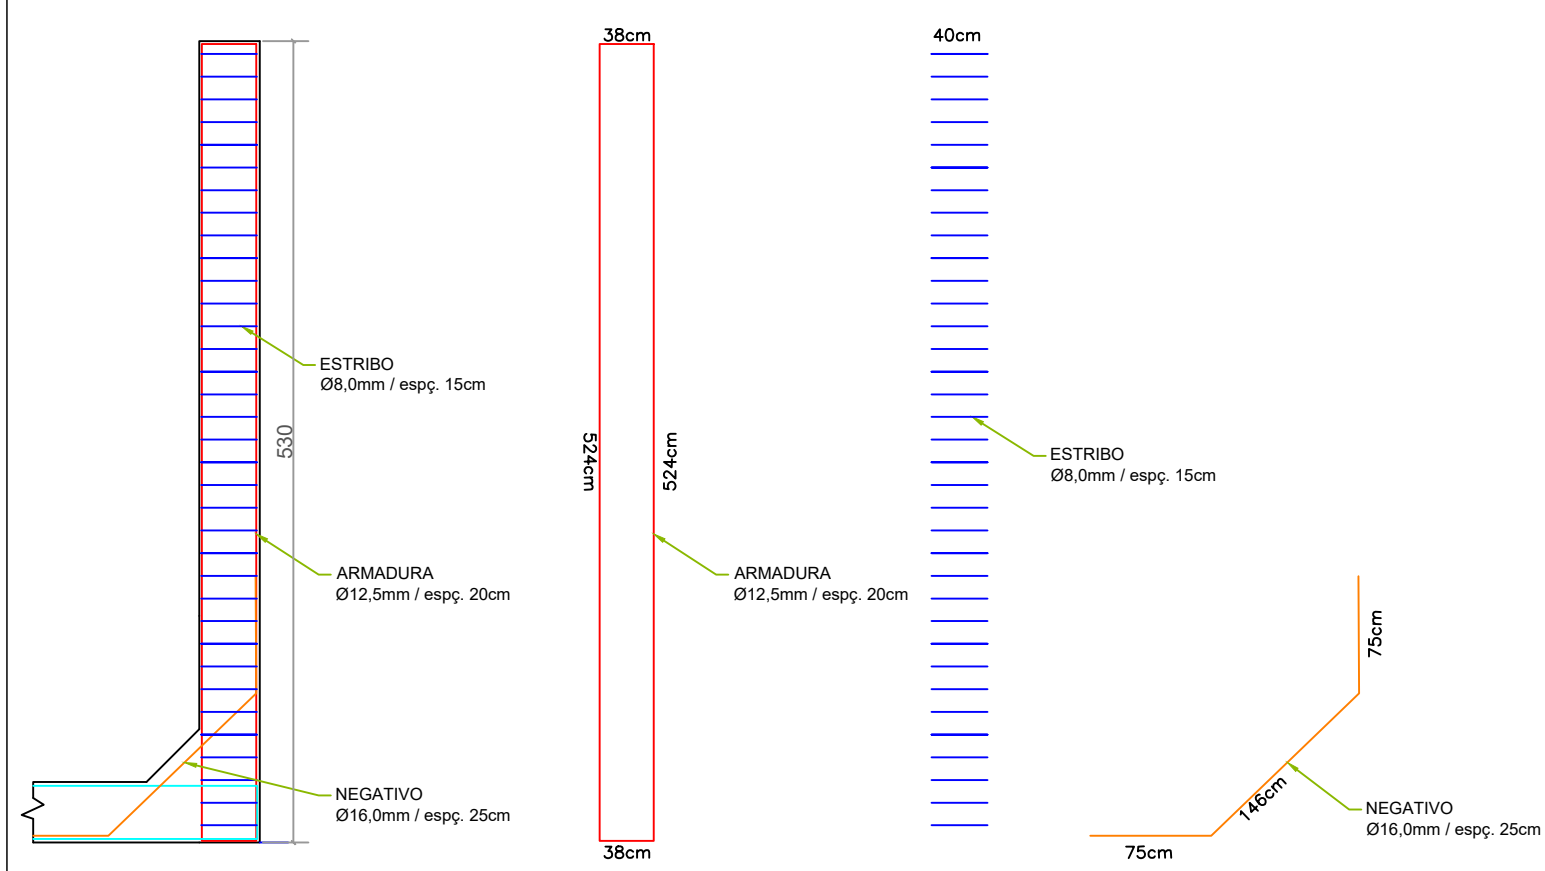 38cm
40cm
ESTRIBO
Ø8,0mm / espç. 15cm
530
524cm
524cm
ESTRIBO
Ø8,0mm / espç. 15cm
ARMADURA
Ø12,5mm / espç. 20cm
ARMADURA
Ø12,5mm / espç. 20cm
75cm
NEGATIVO
Ø16,0mm / espç. 25cm
146cm
NEGATIVO
Ø16,0mm / espç. 25cm
38cm
75cm